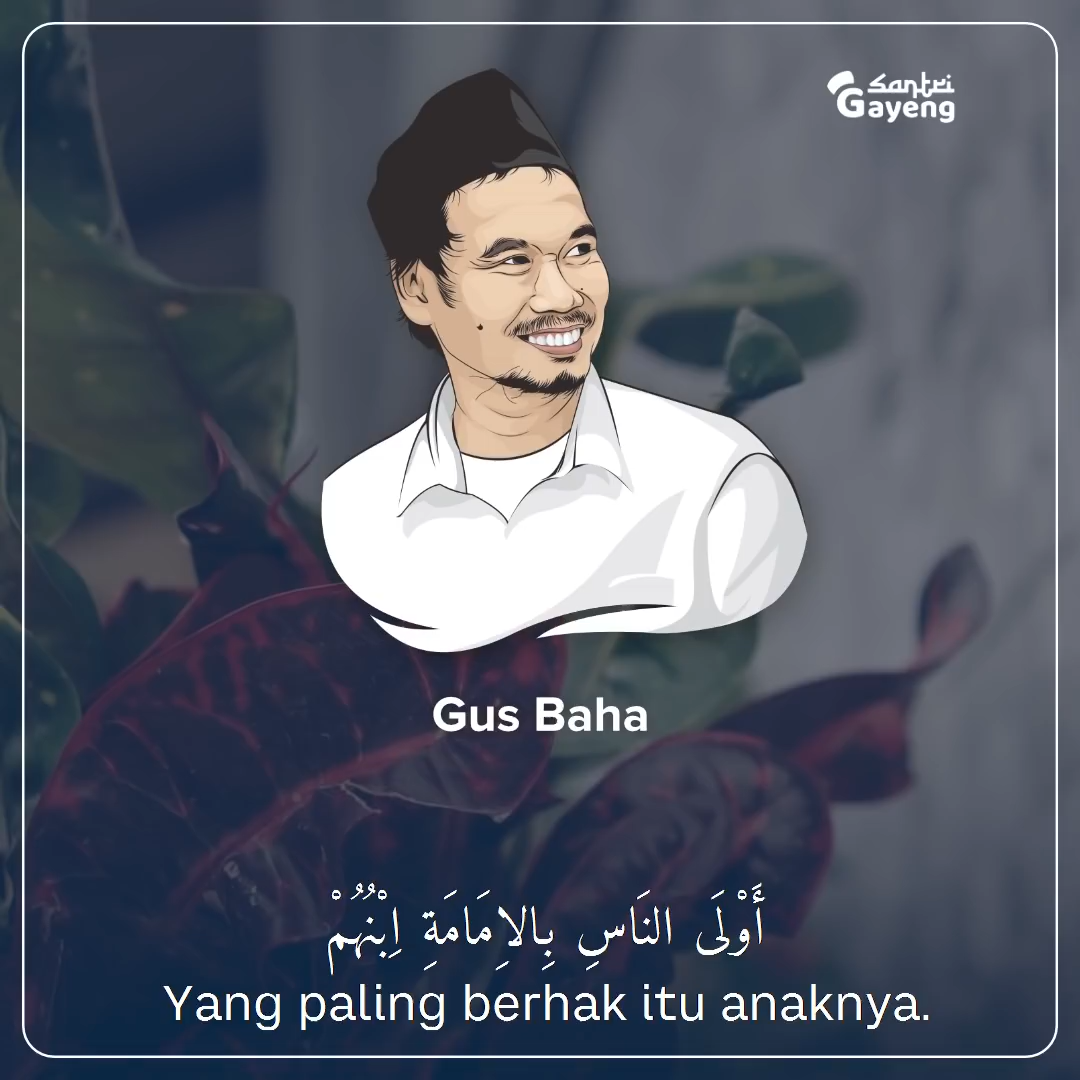 Santri
Gayeng
Gus Baha
أَوْلَى النَاسِ بِالاِمَامَةِ اِبْنُهُمْ
Yang paling berhak itu anaknya.